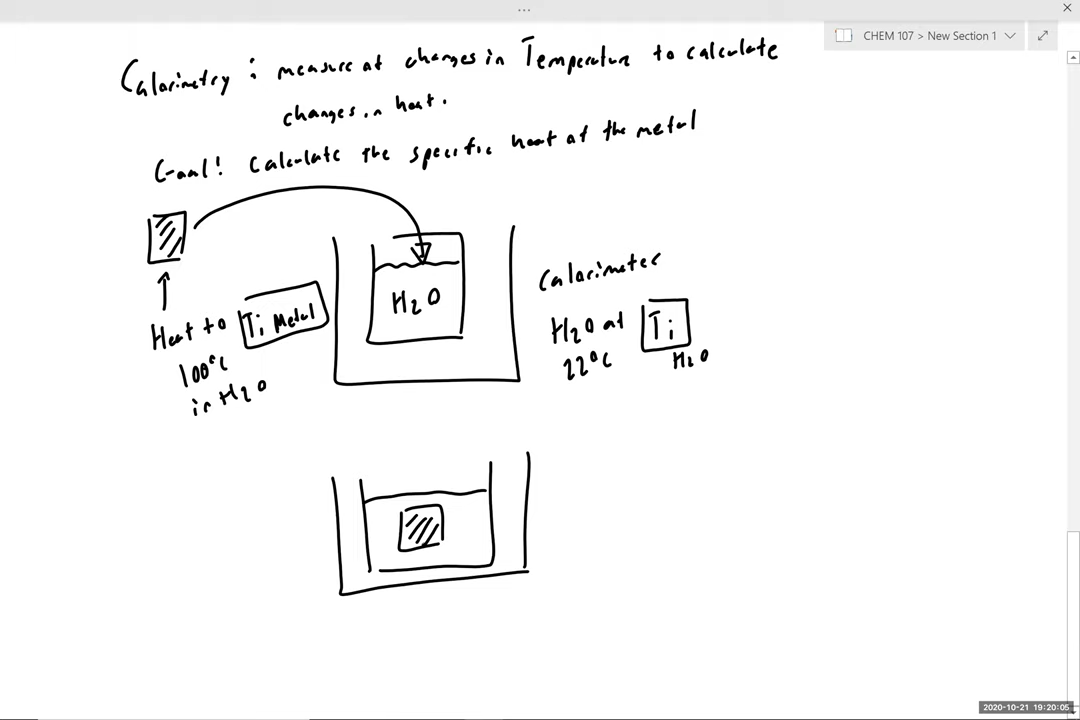 CHEM 107 > New Section 1
Calorimetry : measure at changes in Temperature to calculate
changes in heat.
Goal! Calculate the specific heat of the metal
H2O
Calorimeter
Heat to Ti Metal
100°C
in H2O
H2O at Ti
22°C H2O
2020-10-21 19:20:05